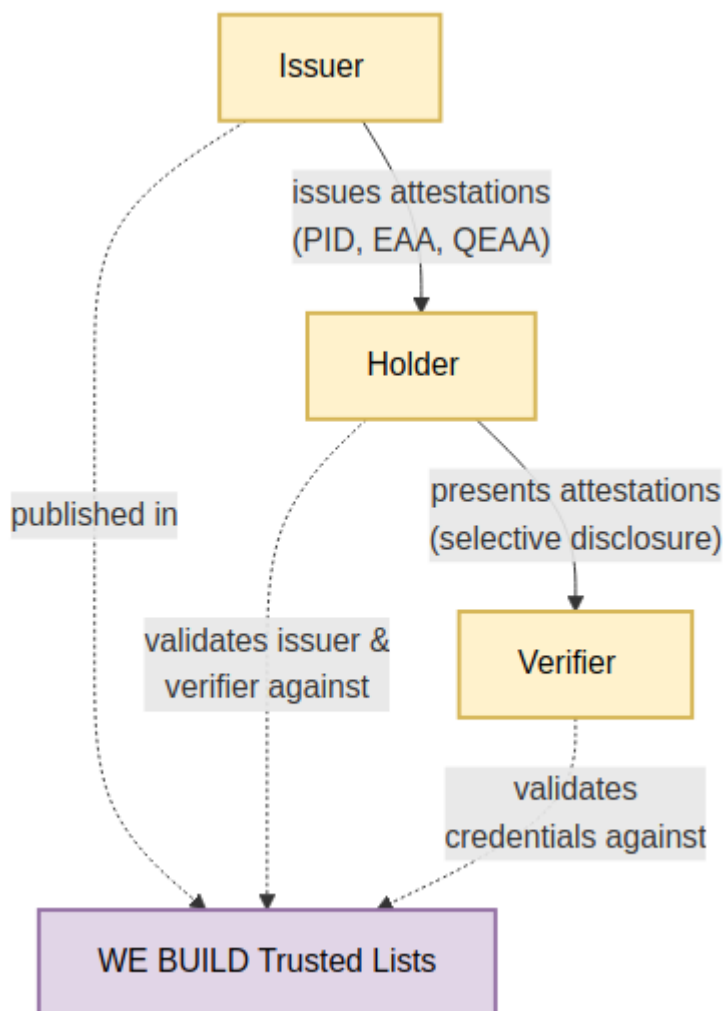 Issuer
issues attestations
(PID, EAA, QEAA)
Holder
presents attestations
(selective disclosure)
published in
validates issuer &
verifier against
Verifier
validates
credentials against
WE BUILD Trusted Lists